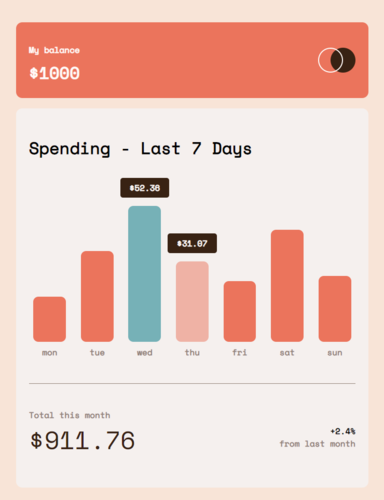 My balance
$1000
Spending - Last 7 Days
$52.36
$31.07
mon tue wed thu fri sat sun
Total this month
$911.76
+2.4%
from last month